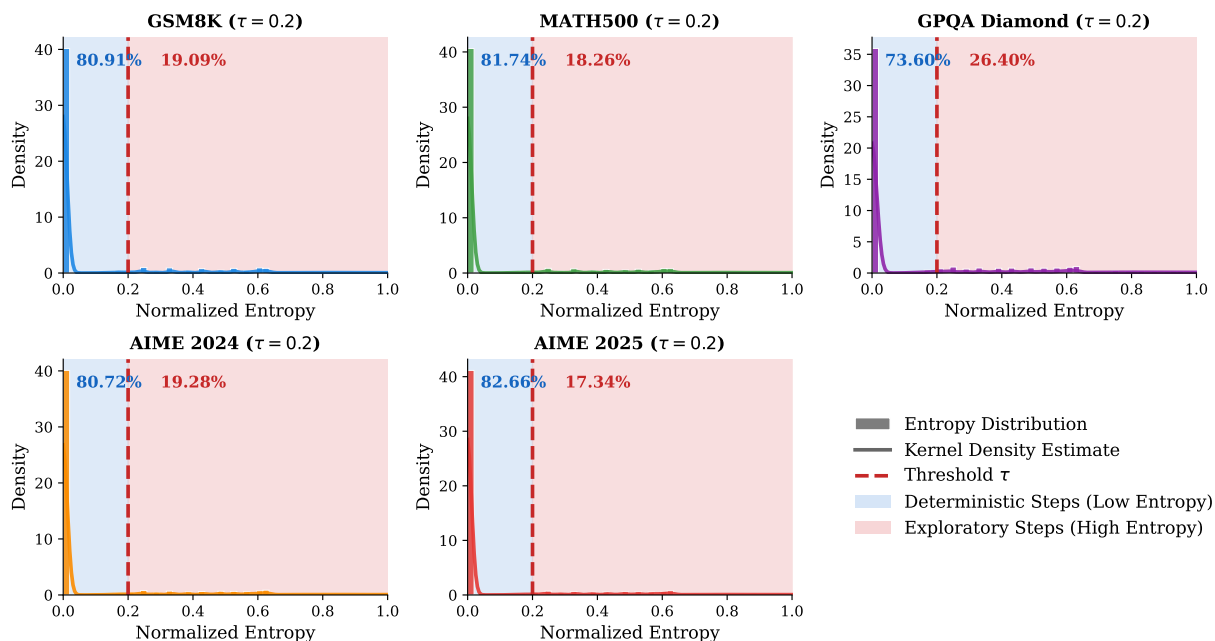 GSM8K (τ = 0.2)
80.91% 19.09%
Density
40
30
20
10
0
0.0 0.2 0.4 0.6 0.8 1.0
Normalized Entropy
MATH500 (τ = 0.2)
81.74% 18.26%
Density
40
30
20
10
0
0.0 0.2 0.4 0.6 0.8 1.0
Normalized Entropy
GPQA Diamond (τ = 0.2)
73.60% 26.40%
Density
35
30
25
20
15
10
5
0
0.0 0.2 0.4 0.6 0.8 1.0
Normalized Entropy
AIME 2024 (τ = 0.2)
80.72% 19.28%
Density
40
30
20
10
0
0.0 0.2 0.4 0.6 0.8 1.0
Normalized Entropy
AIME 2025 (τ = 0.2)
82.66% 17.34%
Density
40
30
20
10
0
0.0 0.2 0.4 0.6 0.8 1.0
Normalized Entropy
Entropy Distribution
Kernel Density Estimate
Threshold τ
Deterministic Steps (Low Entropy)
Exploratory Steps (High Entropy)